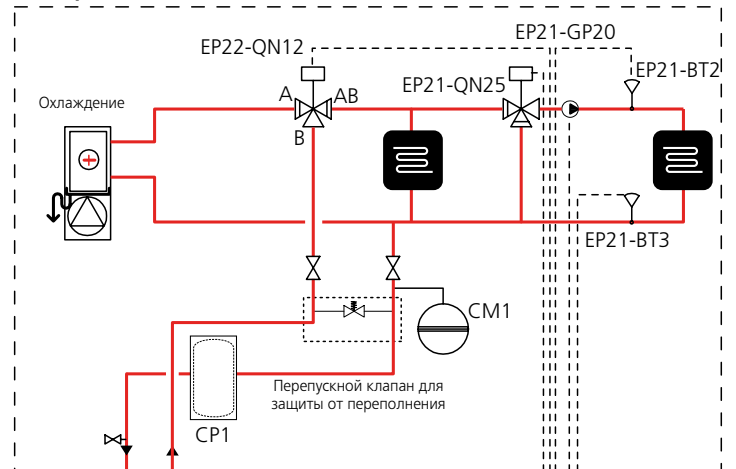 EP21-GP20
EP22-QN12
EP21-BT2
EP21-QN25
Охлаждение
A
AB
B
EP21-BT3
CM1
Перепускной клапан для
защиты от переполнения
CP1